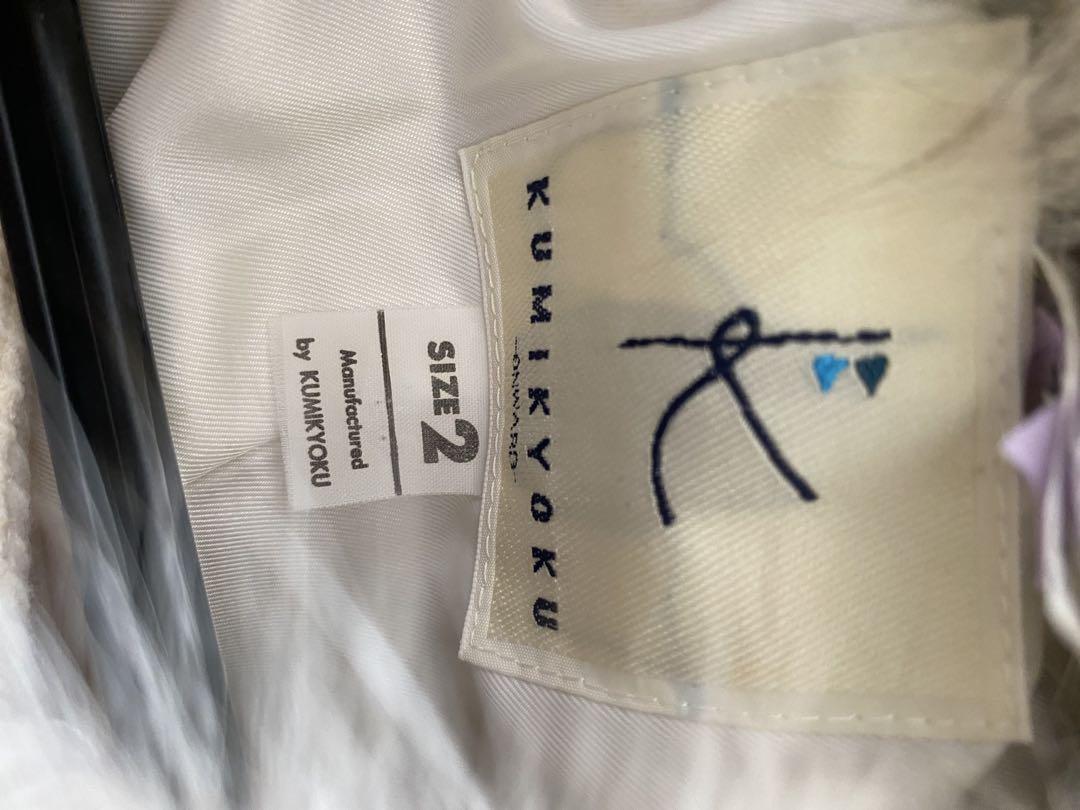 KUMIKYOKU
ONWARD
SIZE 2
Manufactured
by KUMIKYOKU